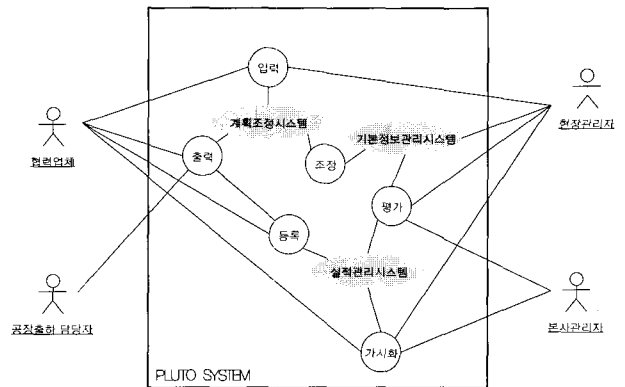 입력
계획조정시스템
기본정보관리시스템
현장관리자
협력업체
출력
조정
평가
등록
실적관리시스템
공장출하 담당자
본사관리자
가시화
PLUTO SYSTEM